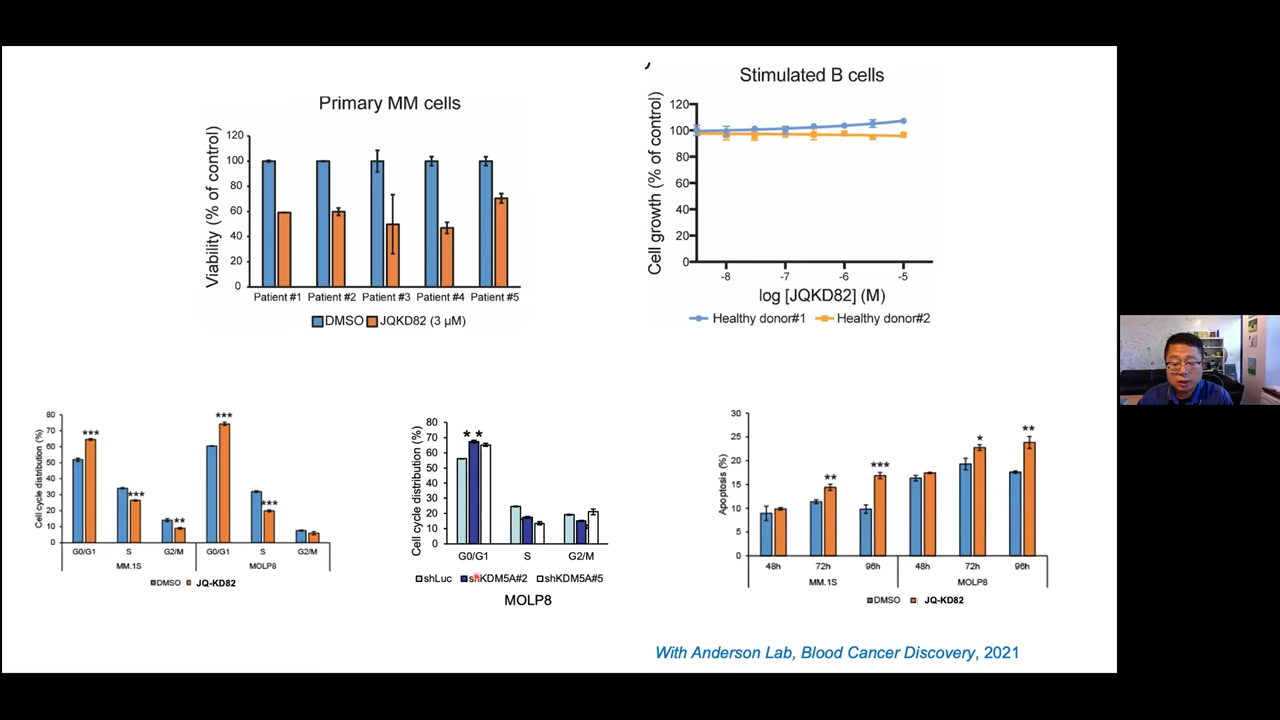 Primary MM cells
Viability (% of control)
120
100
80
60
40
20
0
Patient #1 Patient #2 Patient #3 Patient #4 Patient #5
DMSO JQKD82 (3 µM)
Stimulated B cells
Cell growth (% of control)
120
100
80
60
40
20
0
-8 -7 -6 -5
log [JQKD82] (M)
Healthy donor#1 Healthy donor#2
Cell cycle distribution (%)
80
70
60
50
40
30
20
10
0
*** *** ** *** ***
G0/G1 S G2/M G0/G1 S G2/M
MM.1S MOLP8
DMSO JQ-KD82
Cell cycle distribution (%)
80
70
60
50
40
30
20
10
0
* *
G0/G1 S G2/M
shLuc shKDM5A#2 shKDM5A#5
MOLP8
Apoptosis (%)
30
25
20
15
10
5
0
** *** * **
48h 72h 96h 48h 72h 96h
MM.1S MOLP8
DMSO JQ-KD82
With Anderson Lab, Blood Cancer Discovery, 2021